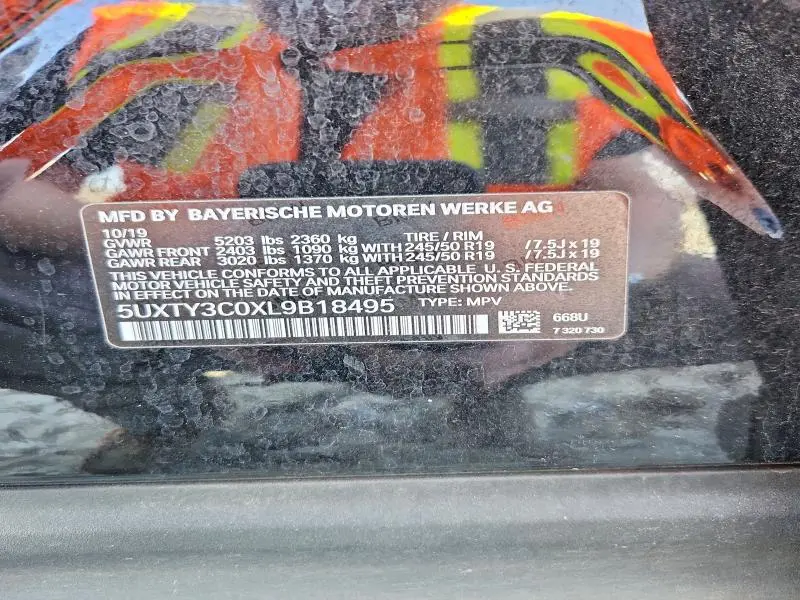 MFD BY BAYERISCHE MOTOREN WERKE AG
10/19 TIRE / RIM
GVWR 5203 lbs 2360 kg
GAWR FRONT 2403 lbs 1090 kg WITH 245/50 R19 /7.5J x 19
GAWR REAR 3020 lbs 1370 kg WITH 245/50 R19 /7.5J x 19
THIS VEHICLE CONFORMS TO ALL APPLICABLE U. S. FEDERAL
MOTOR VEHICLE SAFETY AND THEFT PREVENTION STANDARDS
IN EFFECT ON THE DATE OF MANUFACTURE SHOWN ABOVE.
5UXTY3C0XL9B18495 TYPE: MPV
668U
7 320 730